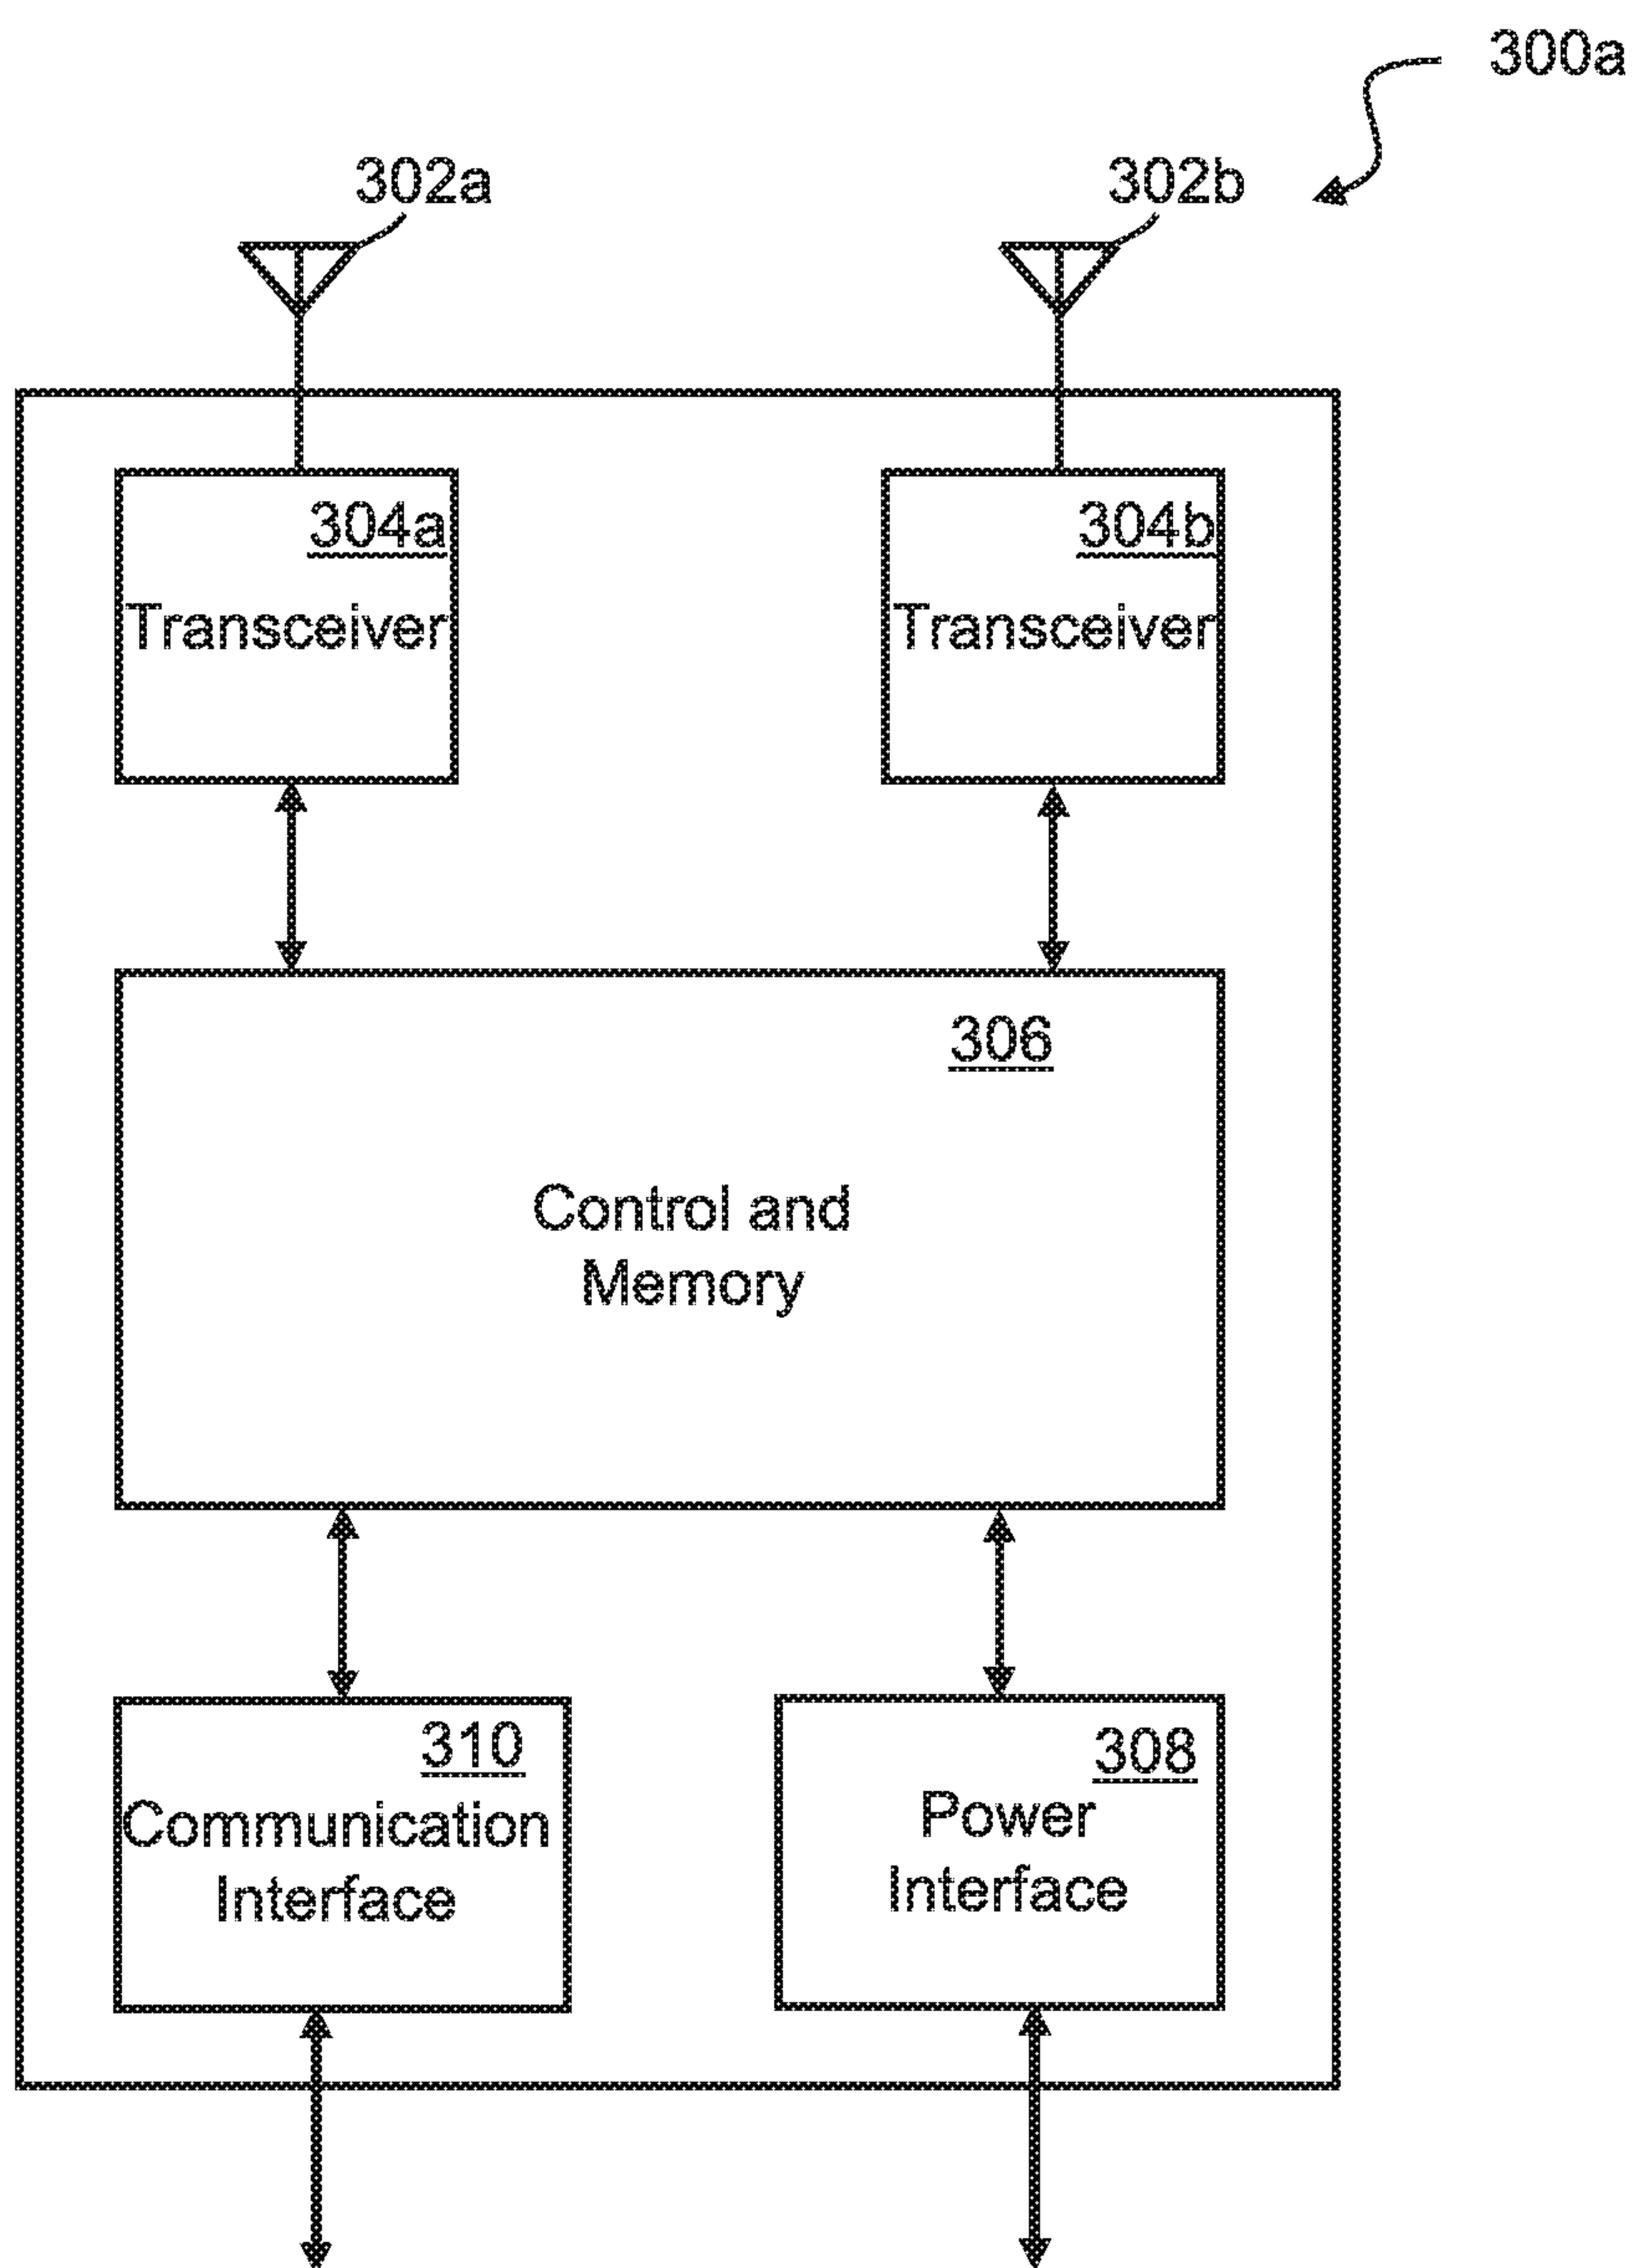 300a
302a
302b
304a
Transceiver
304b
Transceiver
306
Control and
Memory
310
Communication
Interface
308
Power
Interface